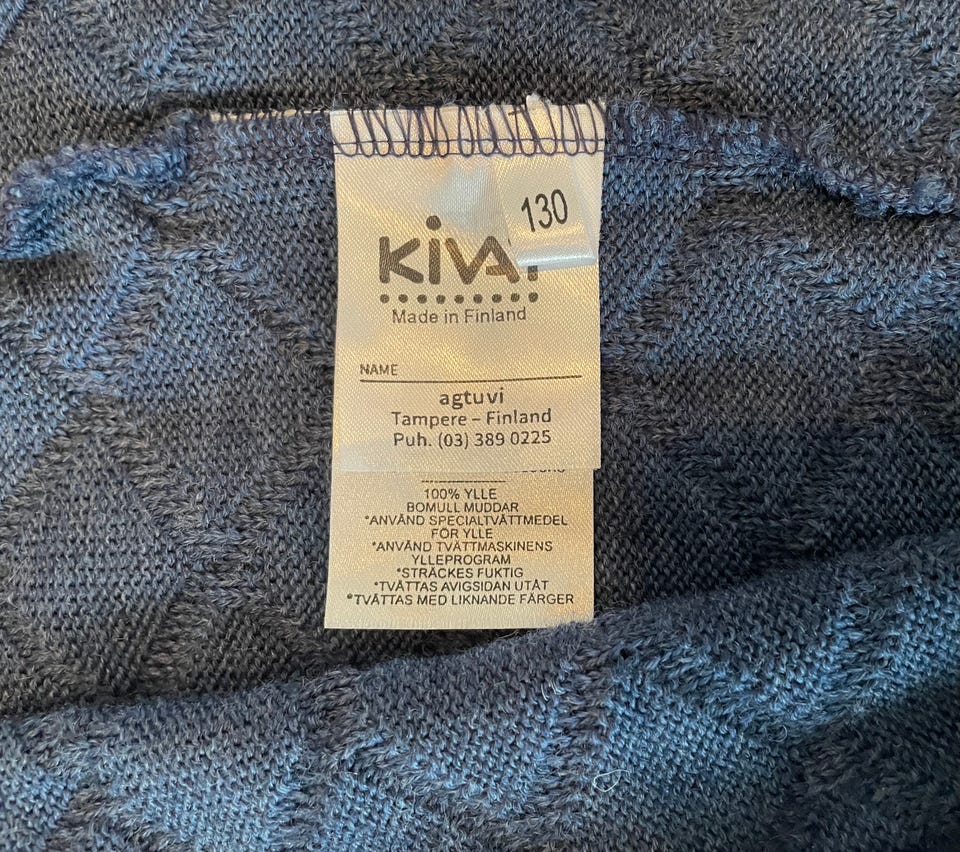 130
KiVAT
Made in Finland
NAME
agtuvi
Tampere – Finland
Puh. (03) 389 0225
100% YLLE
BOMULL MUDDAR
*ANVÄND SPECIALTVÄTTMEDEL
FÖR YLLE
*ANVÄND TVÄTTMASKINENS
YLLEPROGRAM
*STRÄCKES FUKTIG
*TVÄTTAS AVIGSIDAN UTÅT
*TVÄTTAS MED LIKNANDE FÄRGER